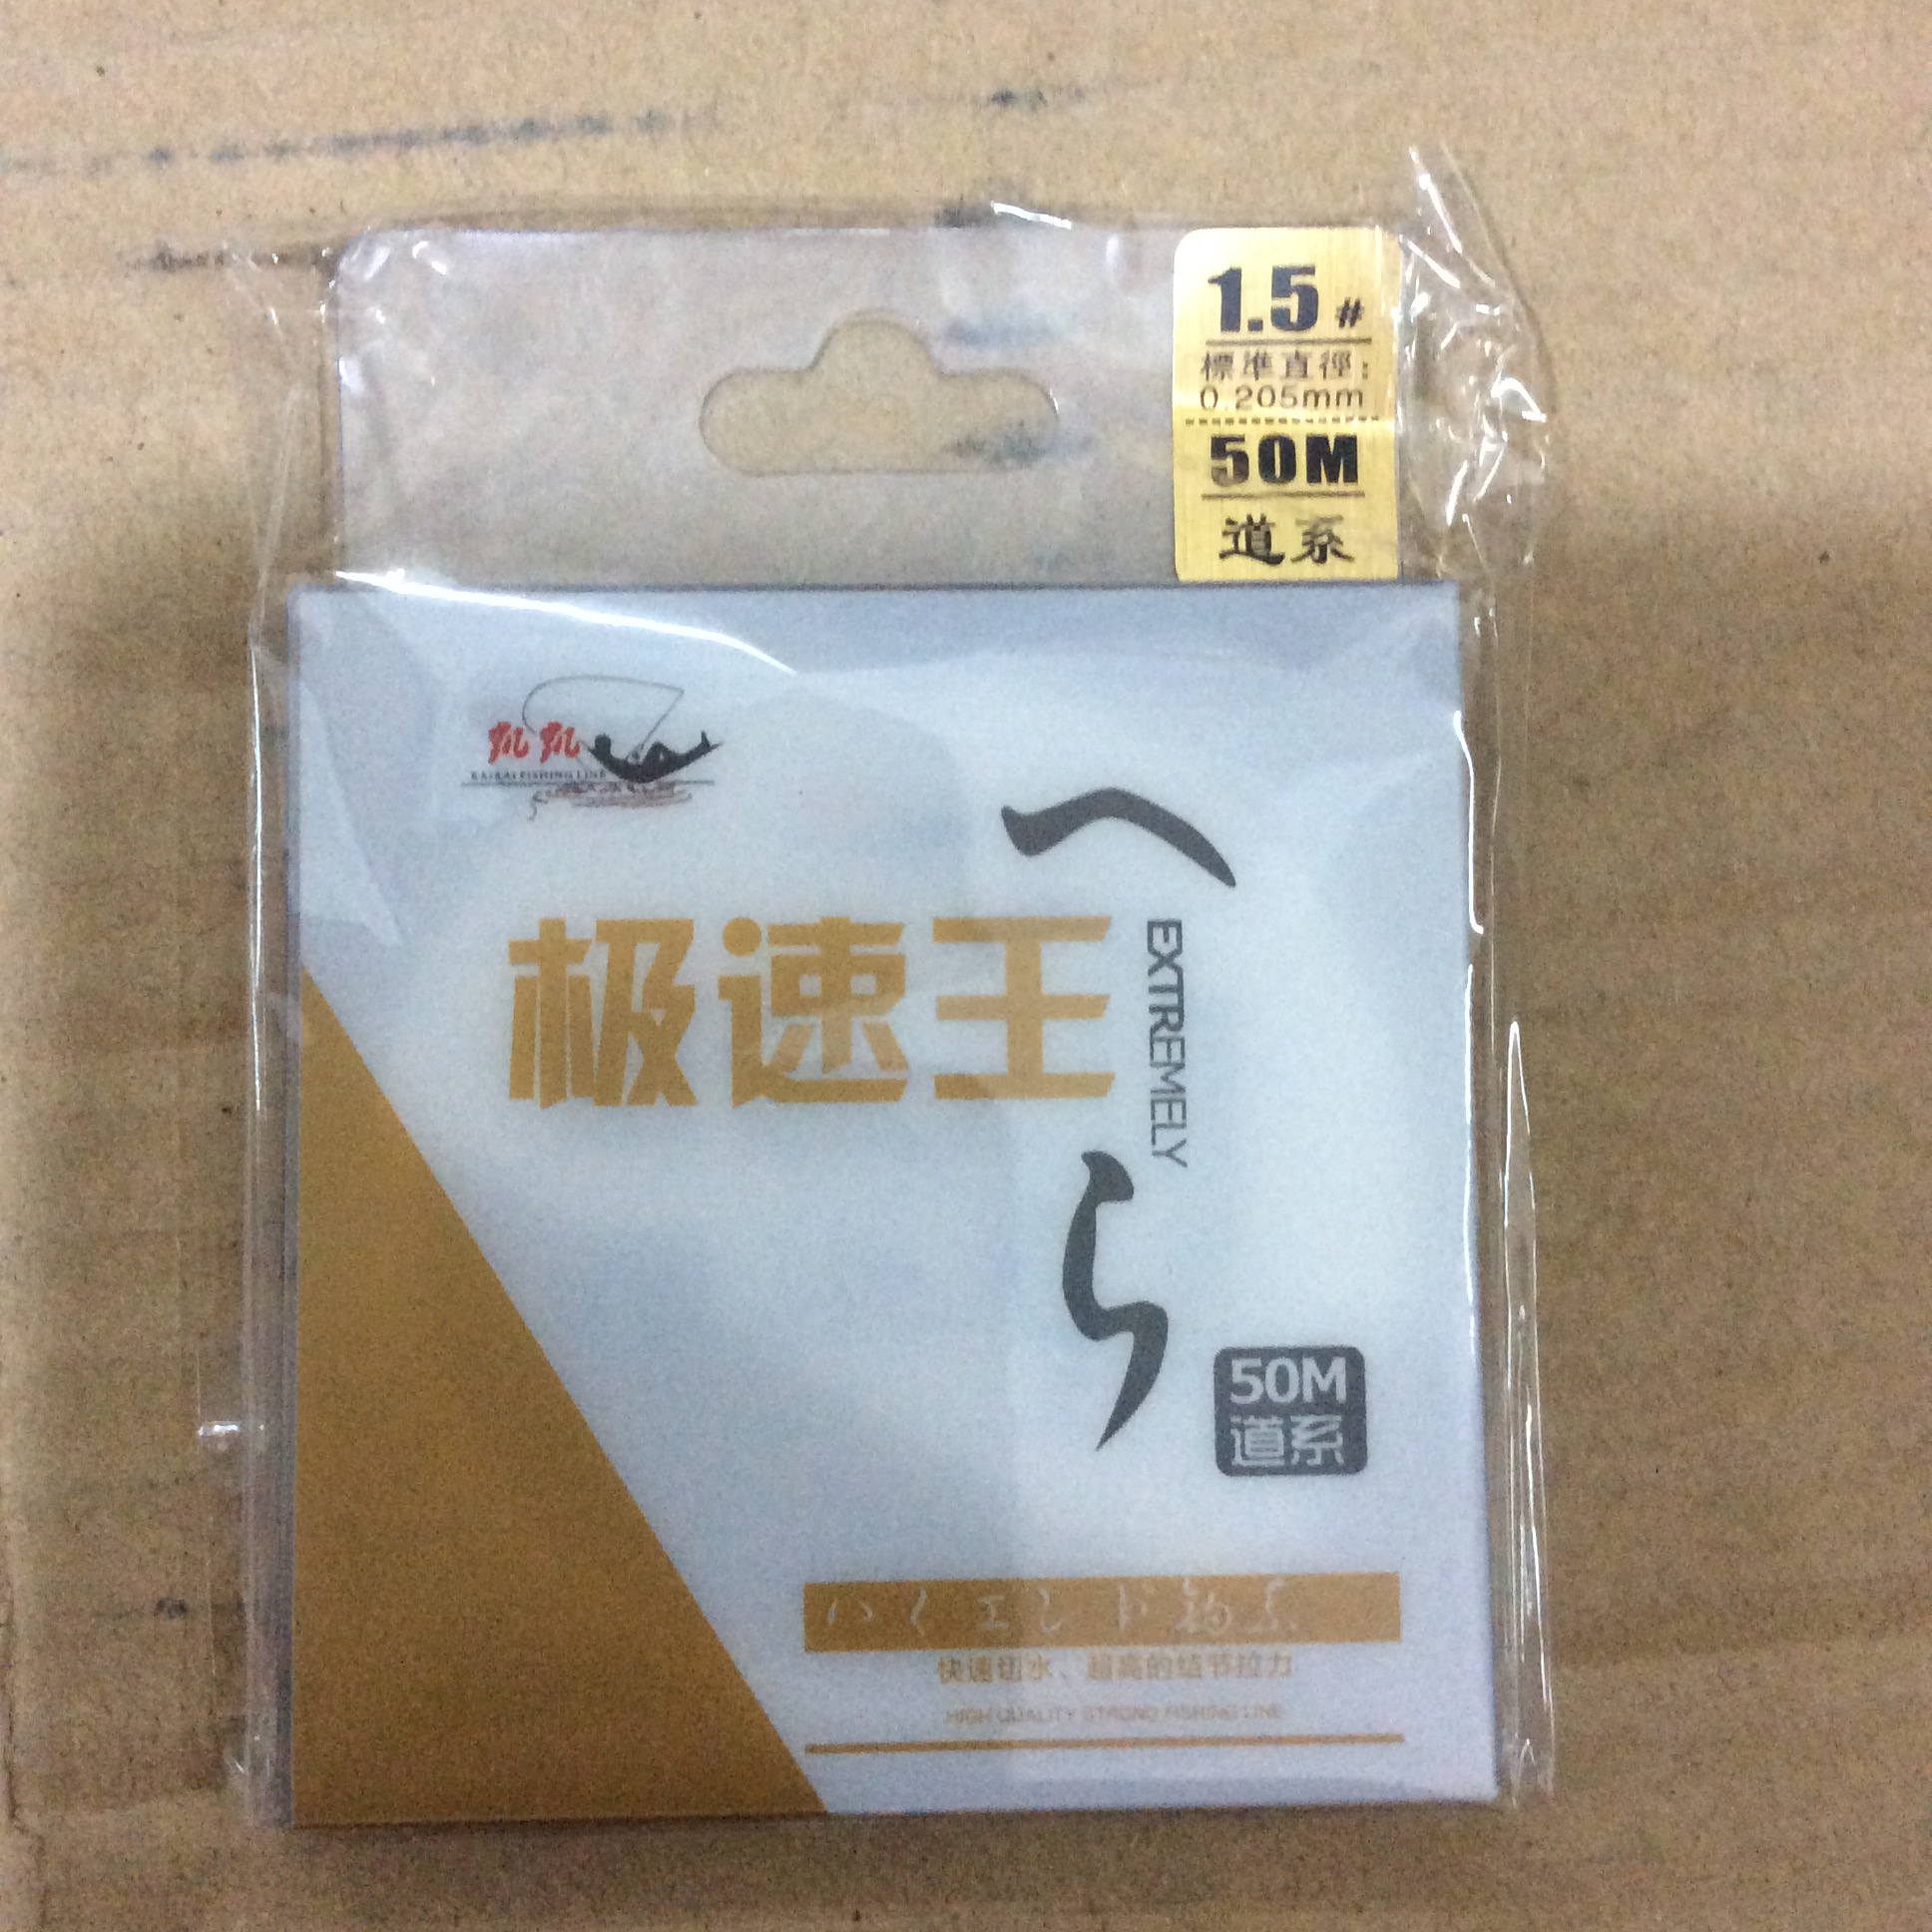 1.5#
標準直徑:
0.205mm
50M
道系
KAIKAI FISHING LINE
へ
极速王
EXTREMELY
ら
50M
道系
快速切水、超高的结节拉力
HIGH QUALITY STRONG FISHING LINE